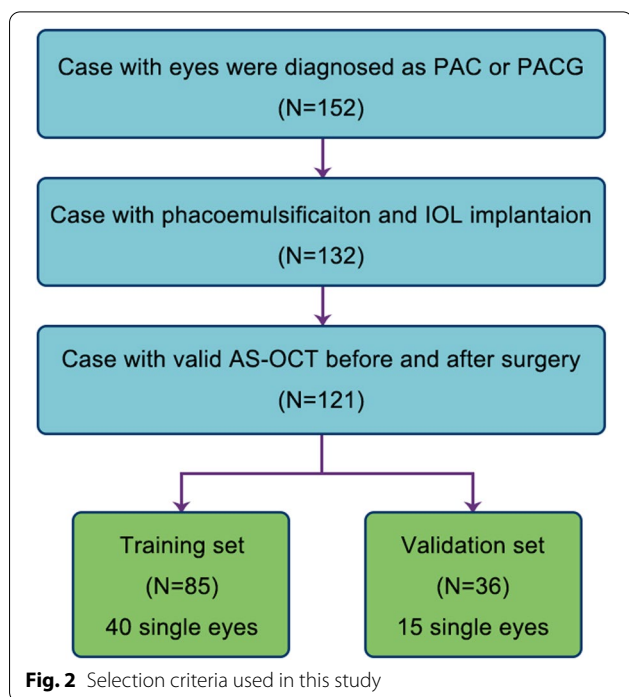 Case with eyes were diagnosed as PAC or PACG
(N=152)
Case with phacoemulsificaiton and IOL implantaion
(N=132)
Case with valid AS-OCT before and after surgery
(N=121)
Training set
(N=85)
40 single eyes
Validation set
(N=36)
15 single eyes
Fig. 2 Selection criteria used in this study